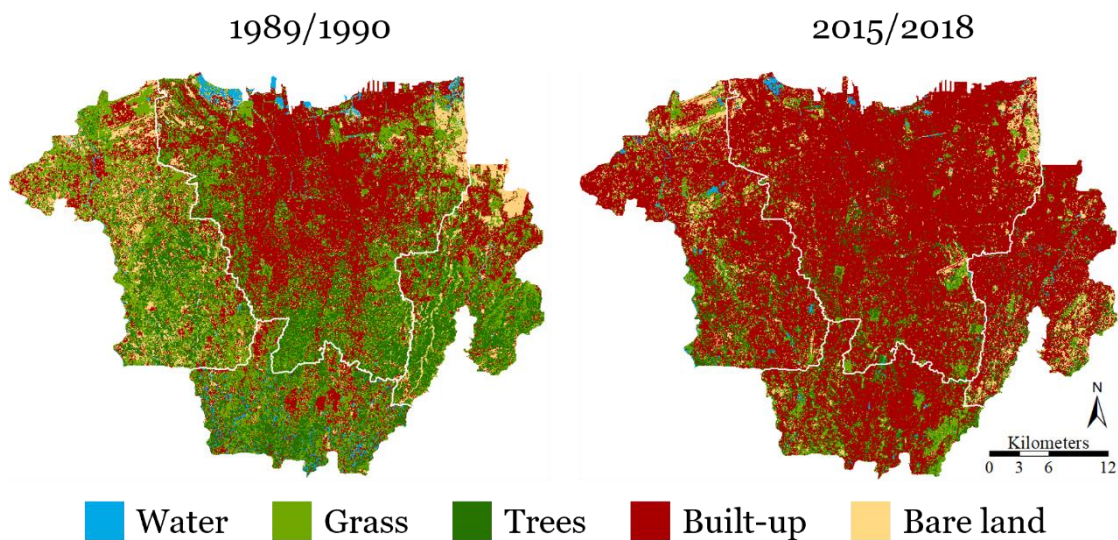 1989/1990
2015/2018
N
Kilometers
0 3 6 12
Water Grass Trees Built-up Bare land